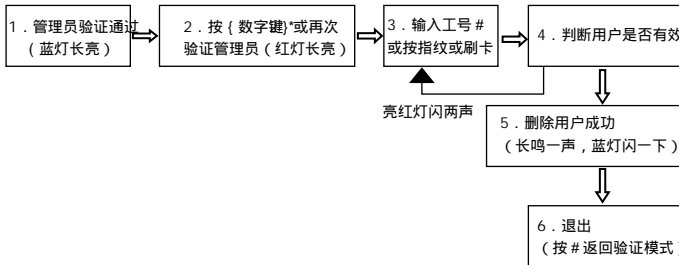 1．管理员验证通过
（蓝灯长亮）
2．按{数字键}*或再次
验证管理员（红灯长亮）
3．输入工号#
或按指纹或刷卡
4．判断用户是否有效
亮红灯闪两声
5．删除用户成功
（长鸣一声，蓝灯闪一下）
6．退出
（按#返回验证模式）